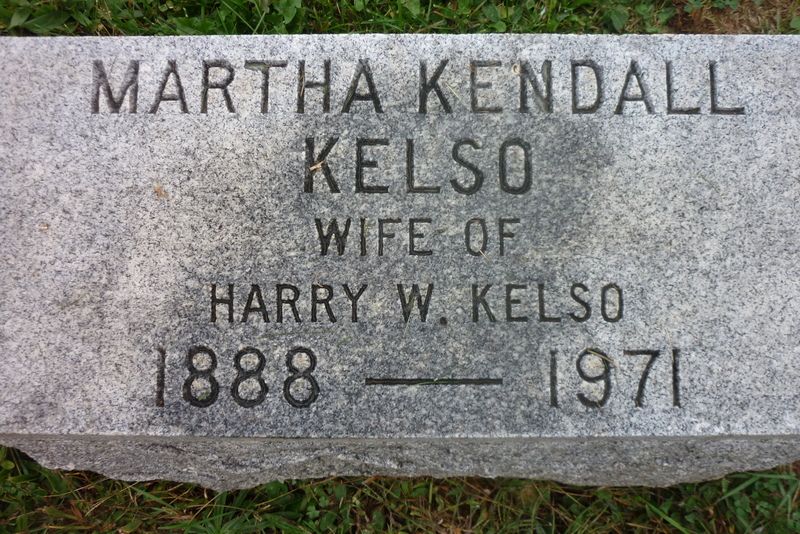 MARTHA KENDALL
KELSO
WIFE OF
HARRY W. KELSO
1888 — 1971